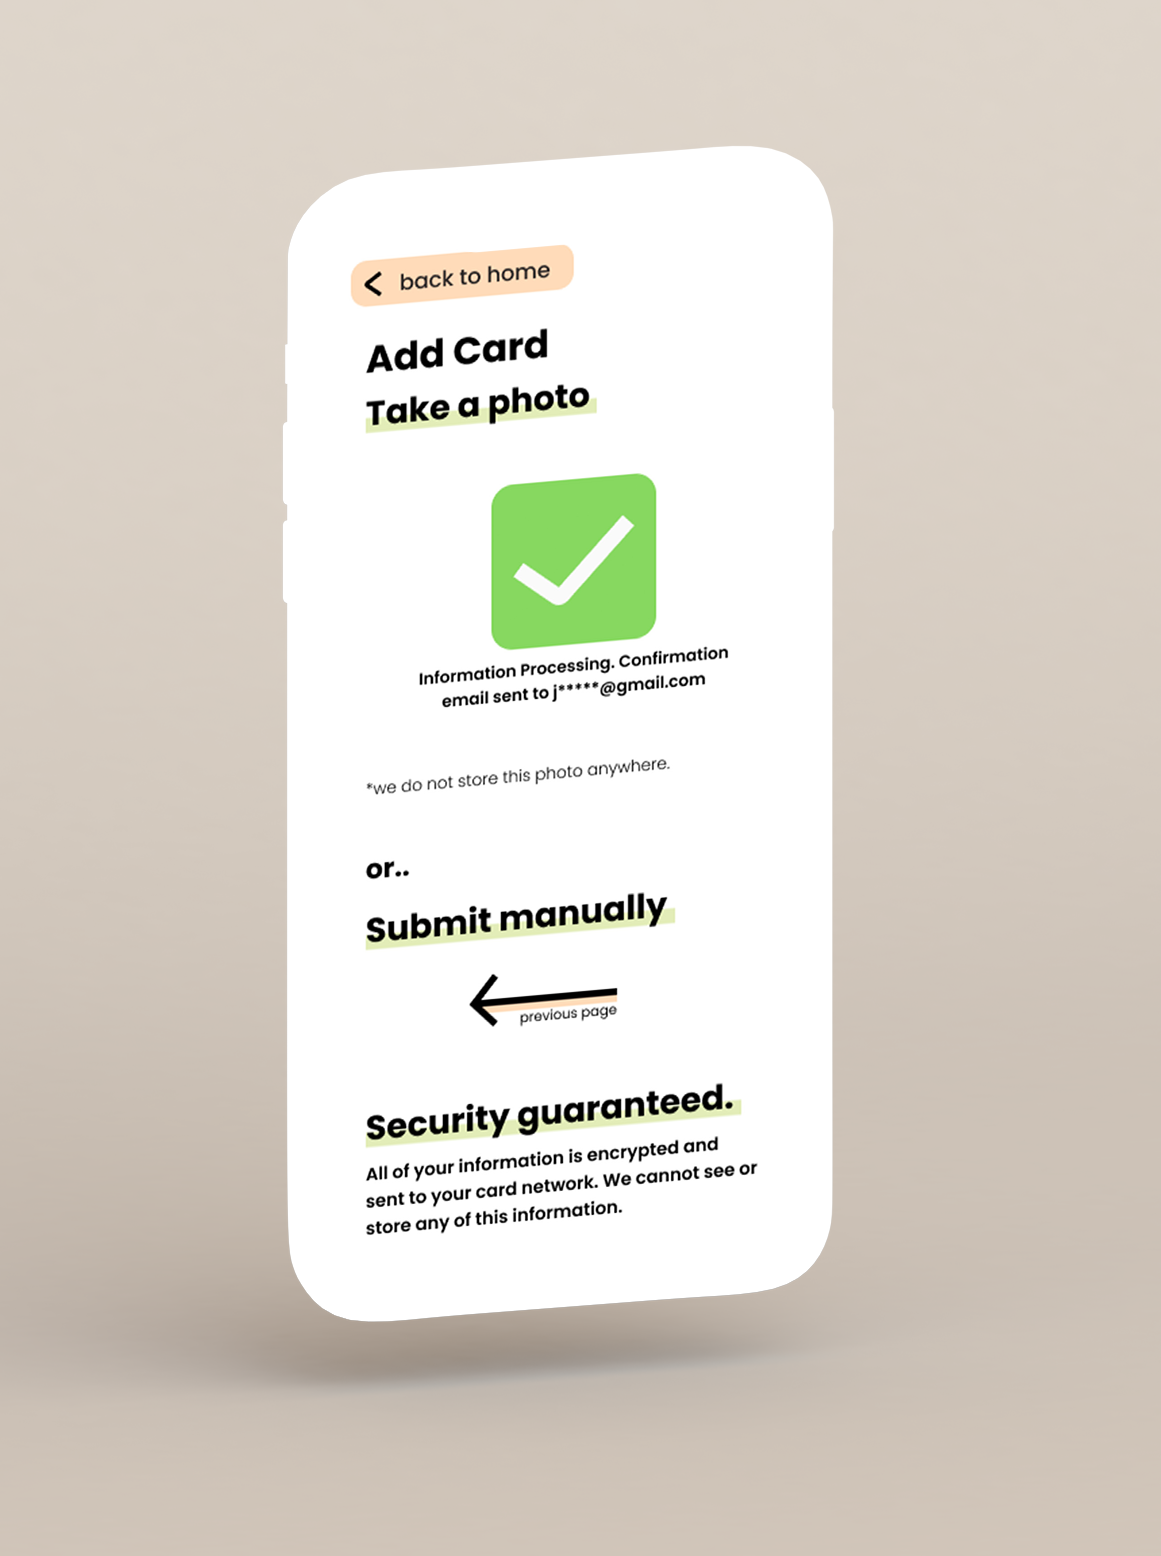 back to home
Add Card
Take a photo
Information Processing. Confirmation
email sent to j*****@gmail.com
*we do not store this photo anywhere.
or..
Submit manually
previous page
Security guaranteed.
All of your information is encrypted and
sent to your card network. We cannot see or
store any of this information.